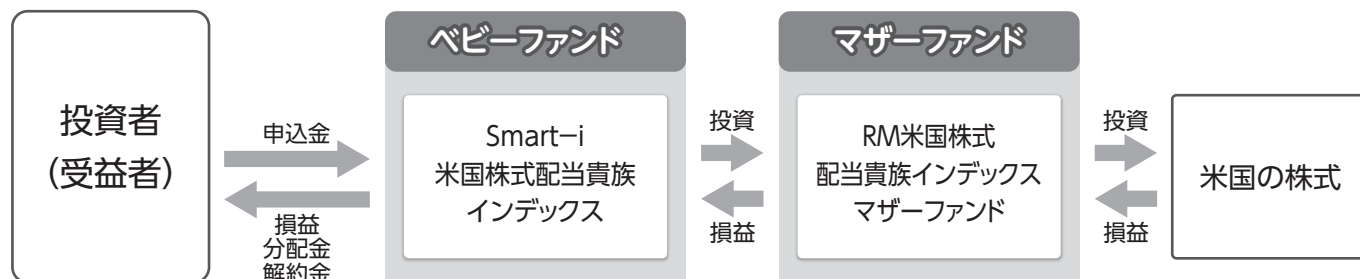 投資者
(受益者)
申込金
損益
分配金
解約金
ベビーファンド
Smart-i
米国株式配当貴族
インデックス
投資
損益
マザーファンド
RM米国株式
配当貴族インデックス
マザーファンド
投資
損益
米国の株式